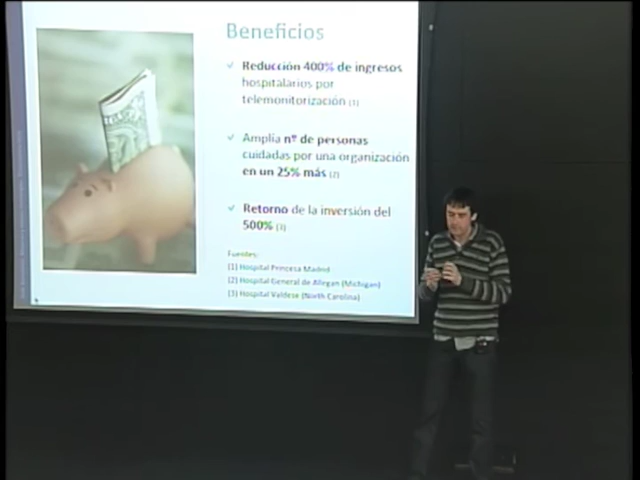 Beneficios
✓ Reducción 400% de ingresos
hospitalarios por
telemonitorización (1)
✓ Amplia nº de personas
cuidadas por una organización
en un 25% más (2)
✓ Retorno de la inversión del
500% (3)
Fuentes:
(1) Hospital Princesa Madrid
(2) Hospital General de Allegan (Michigan)
(3) Hospital Valdese (North Carolina)